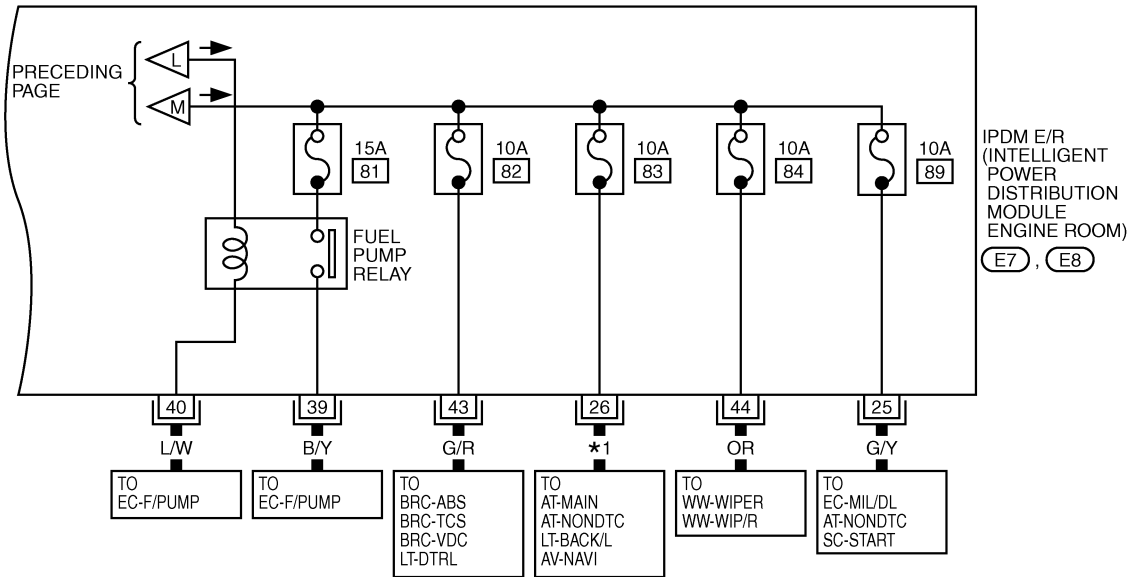 PRECEDING
PAGE
L
M
15A
81
10A
82
10A
83
10A
84
10A
89
IPDM E/R
(INTELLIGENT
POWER
DISTRIBUTION
MODULE
ENGINE ROOM)
E7 , E8
FUEL
PUMP
RELAY
40
39
43
26
44
25
L/W
B/Y
G/R
*1
OR
G/Y
TO
EC-F/PUMP
TO
EC-F/PUMP
TO
BRC-ABS
BRC-TCS
BRC-VDC
LT-DTRL
TO
AT-MAIN
AT-NONDTC
LT-BACK/L
AV-NAVI
TO
WW-WIPER
WW-WIP/R
TO
EC-MIL/DL
AT-NONDTC
SC-START